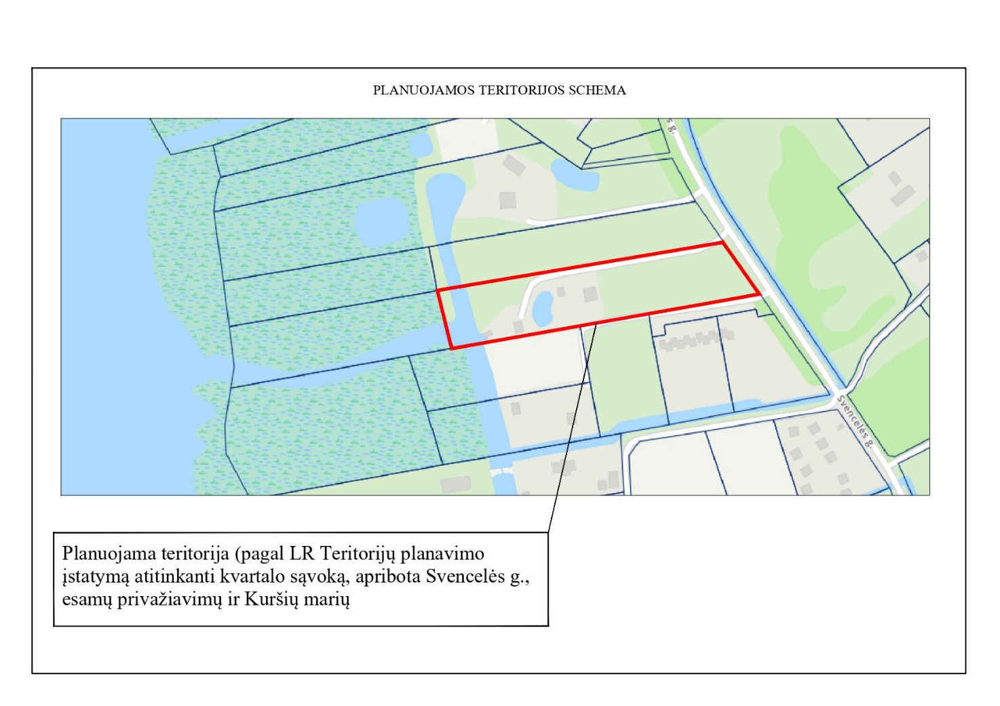 PLANUOJAMOS TERITORIJOS SCHEMA
s g.
Svencelės g.
Planuojama teritorija (pagal LR Teritorijų planavimo
įstatymą atitinkanti kvartalo sąvoką, apribota Svencelės g.,
esamų privažiavimų ir Kuršių marių